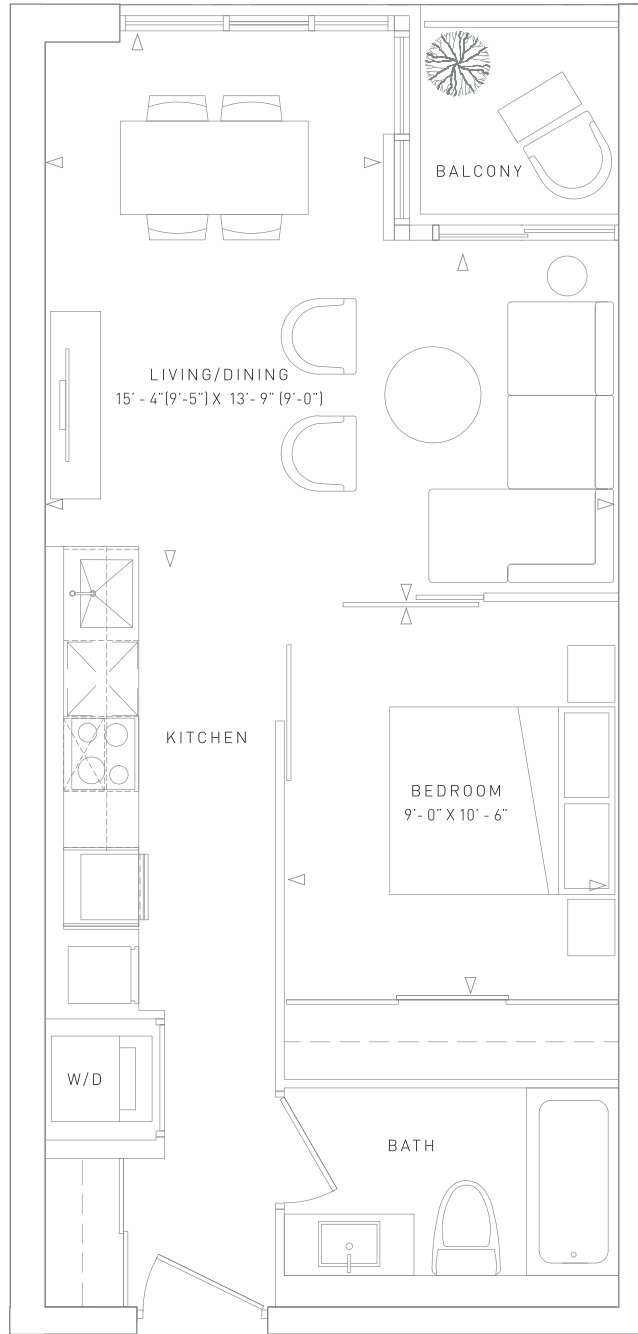 BALCONY
LIVING/DINING
15' - 4"(9'-5") X 13'- 9" (9'-0")
KITCHEN
BEDROOM
9'- 0" X 10' - 6"
W/D
BATH